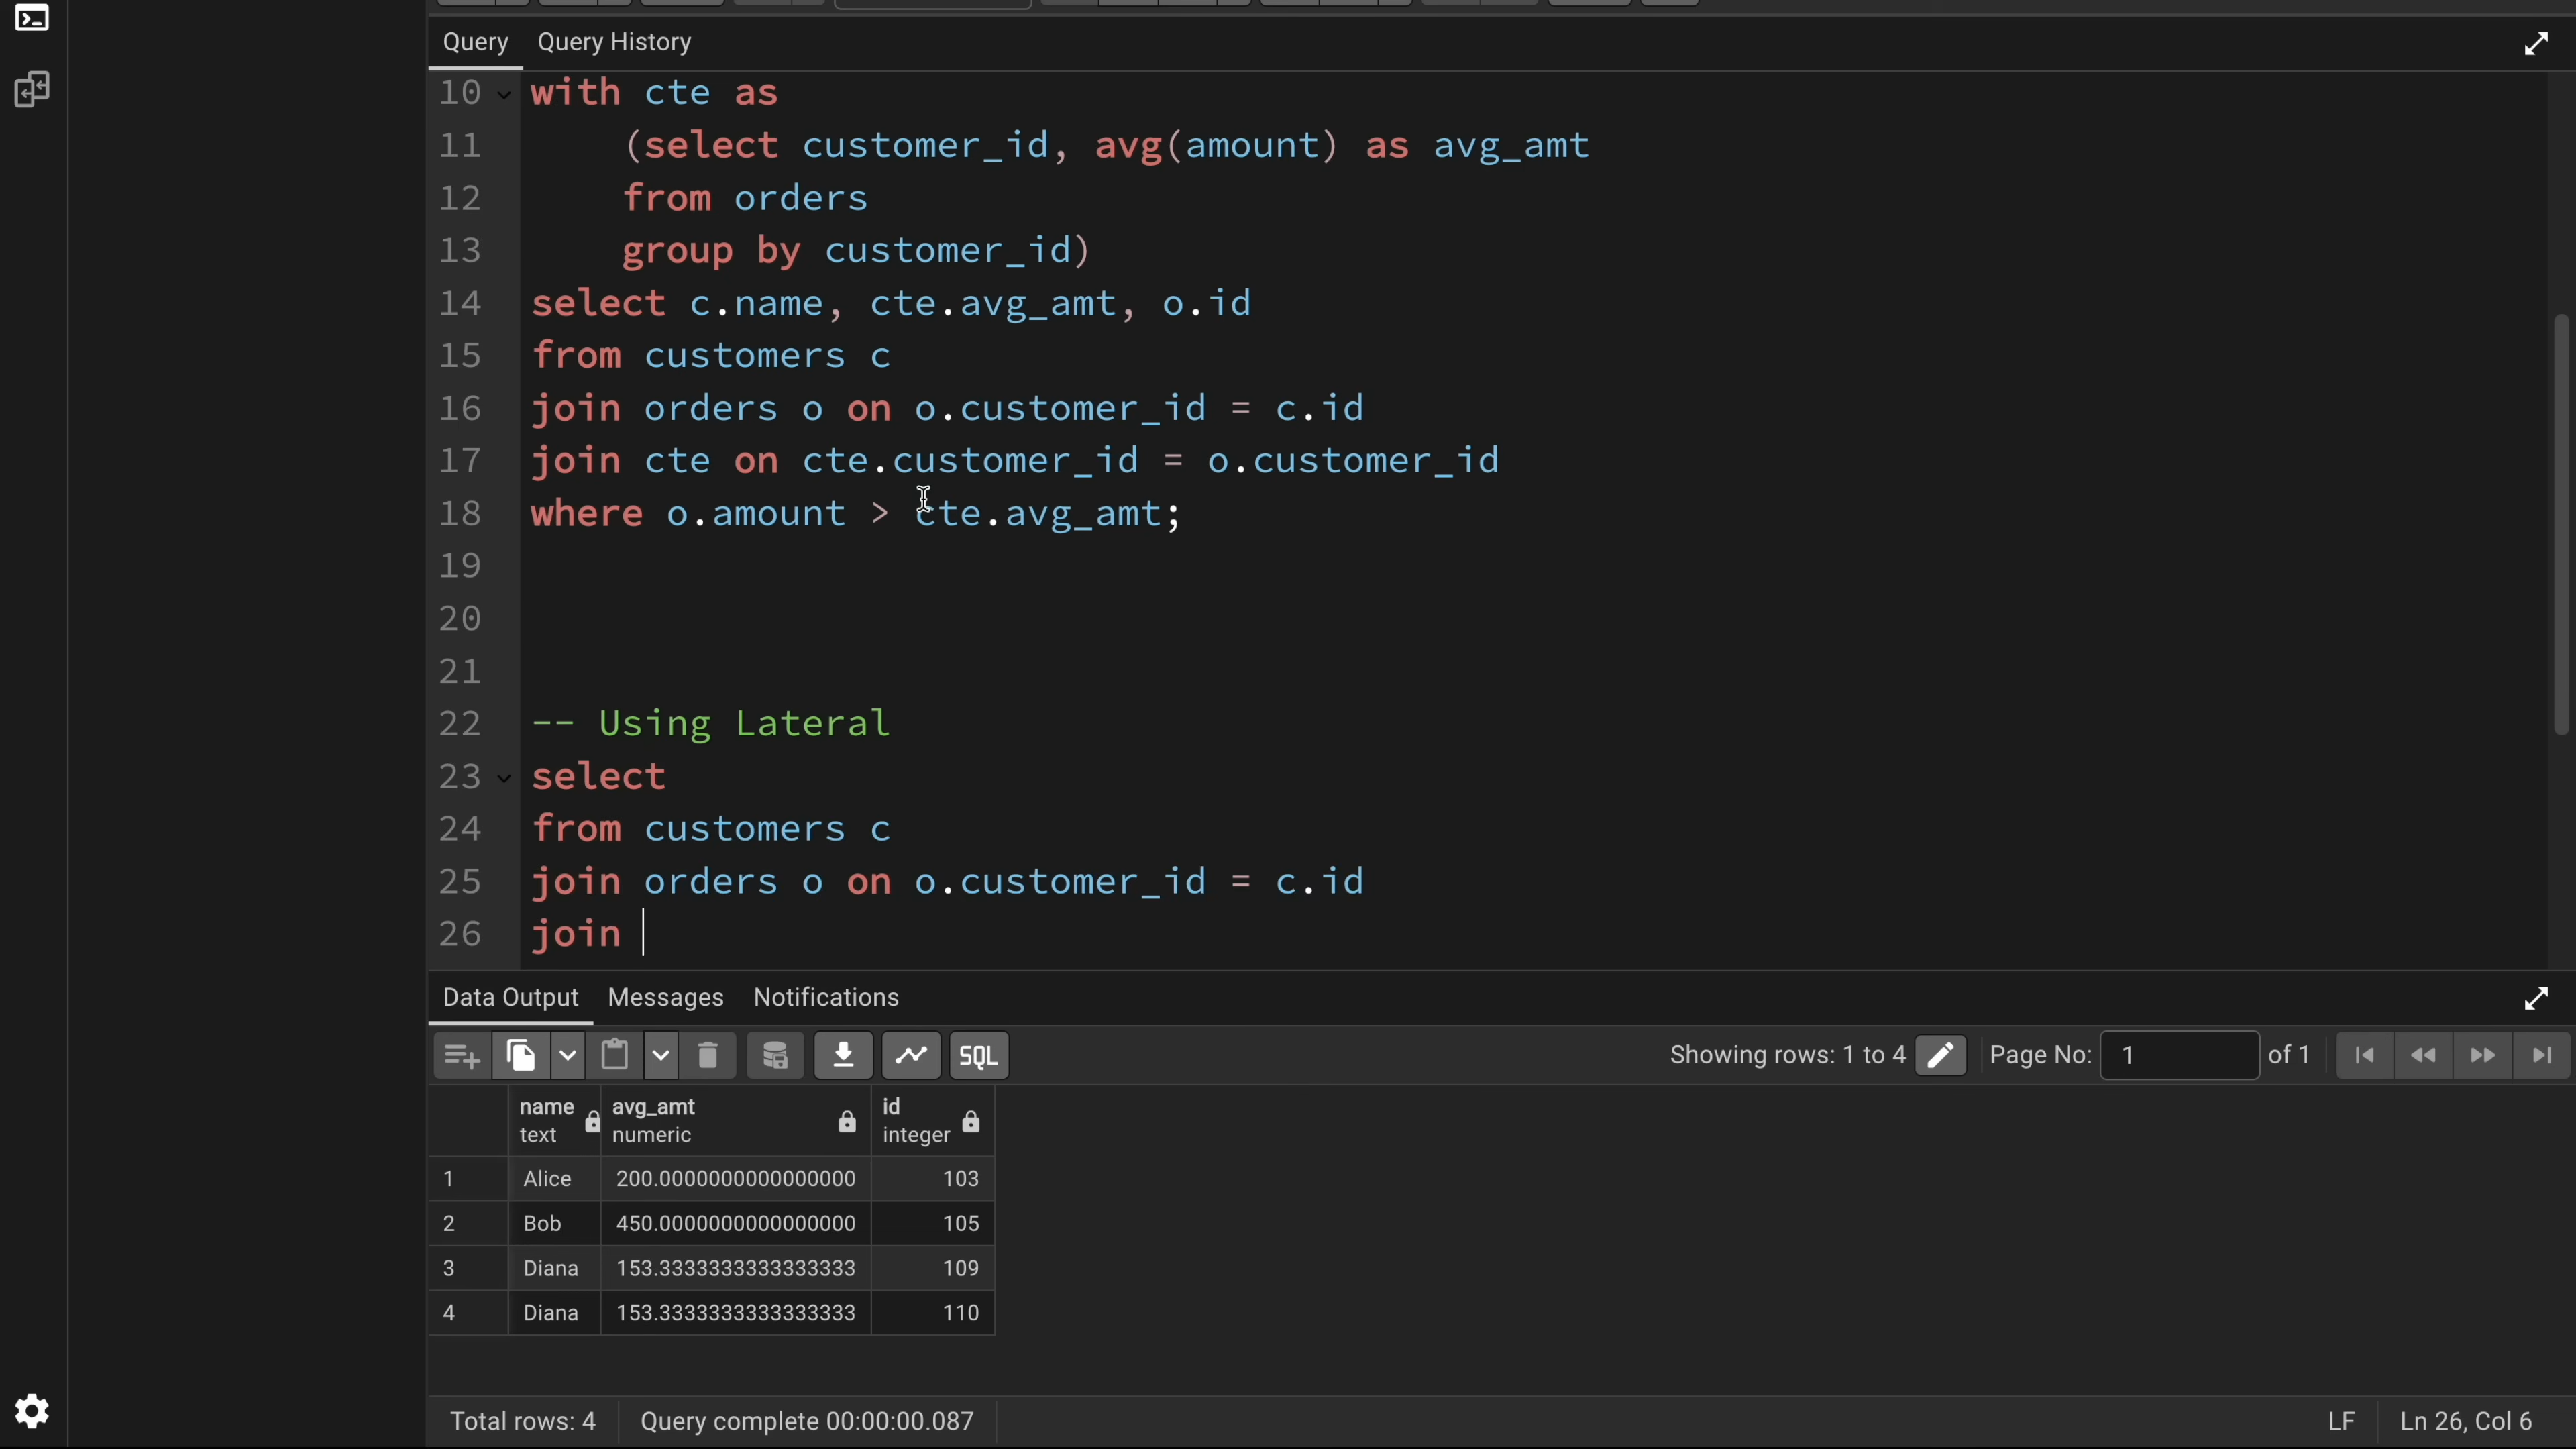 Query Query History
10 with cte as
11 (select customer_id, avg(amount) as avg_amt
12 from orders
13 group by customer_id)
14 select c.name, cte.avg_amt, o.id
15 from customers c
16 join orders o on o.customer_id = c.id
17 join cte on cte.customer_id = o.customer_id
18 where o.amount > cte.avg_amt;
19
20
21
22 -- Using Lateral
23 select
24 from customers c
25 join orders o on o.customer_id = c.id
26 join
Data Output Messages Notifications
SQL Showing rows: 1 to 4 Page No: 1 of 1
name avg_amt id
text numeric integer
1 Alice 200.0000000000000000 103
2 Bob 450.0000000000000000 105
3 Diana 153.3333333333333333 109
4 Diana 153.3333333333333333 110
Total rows: 4 Query complete 00:00:00.087 LF Ln 26, Col 6